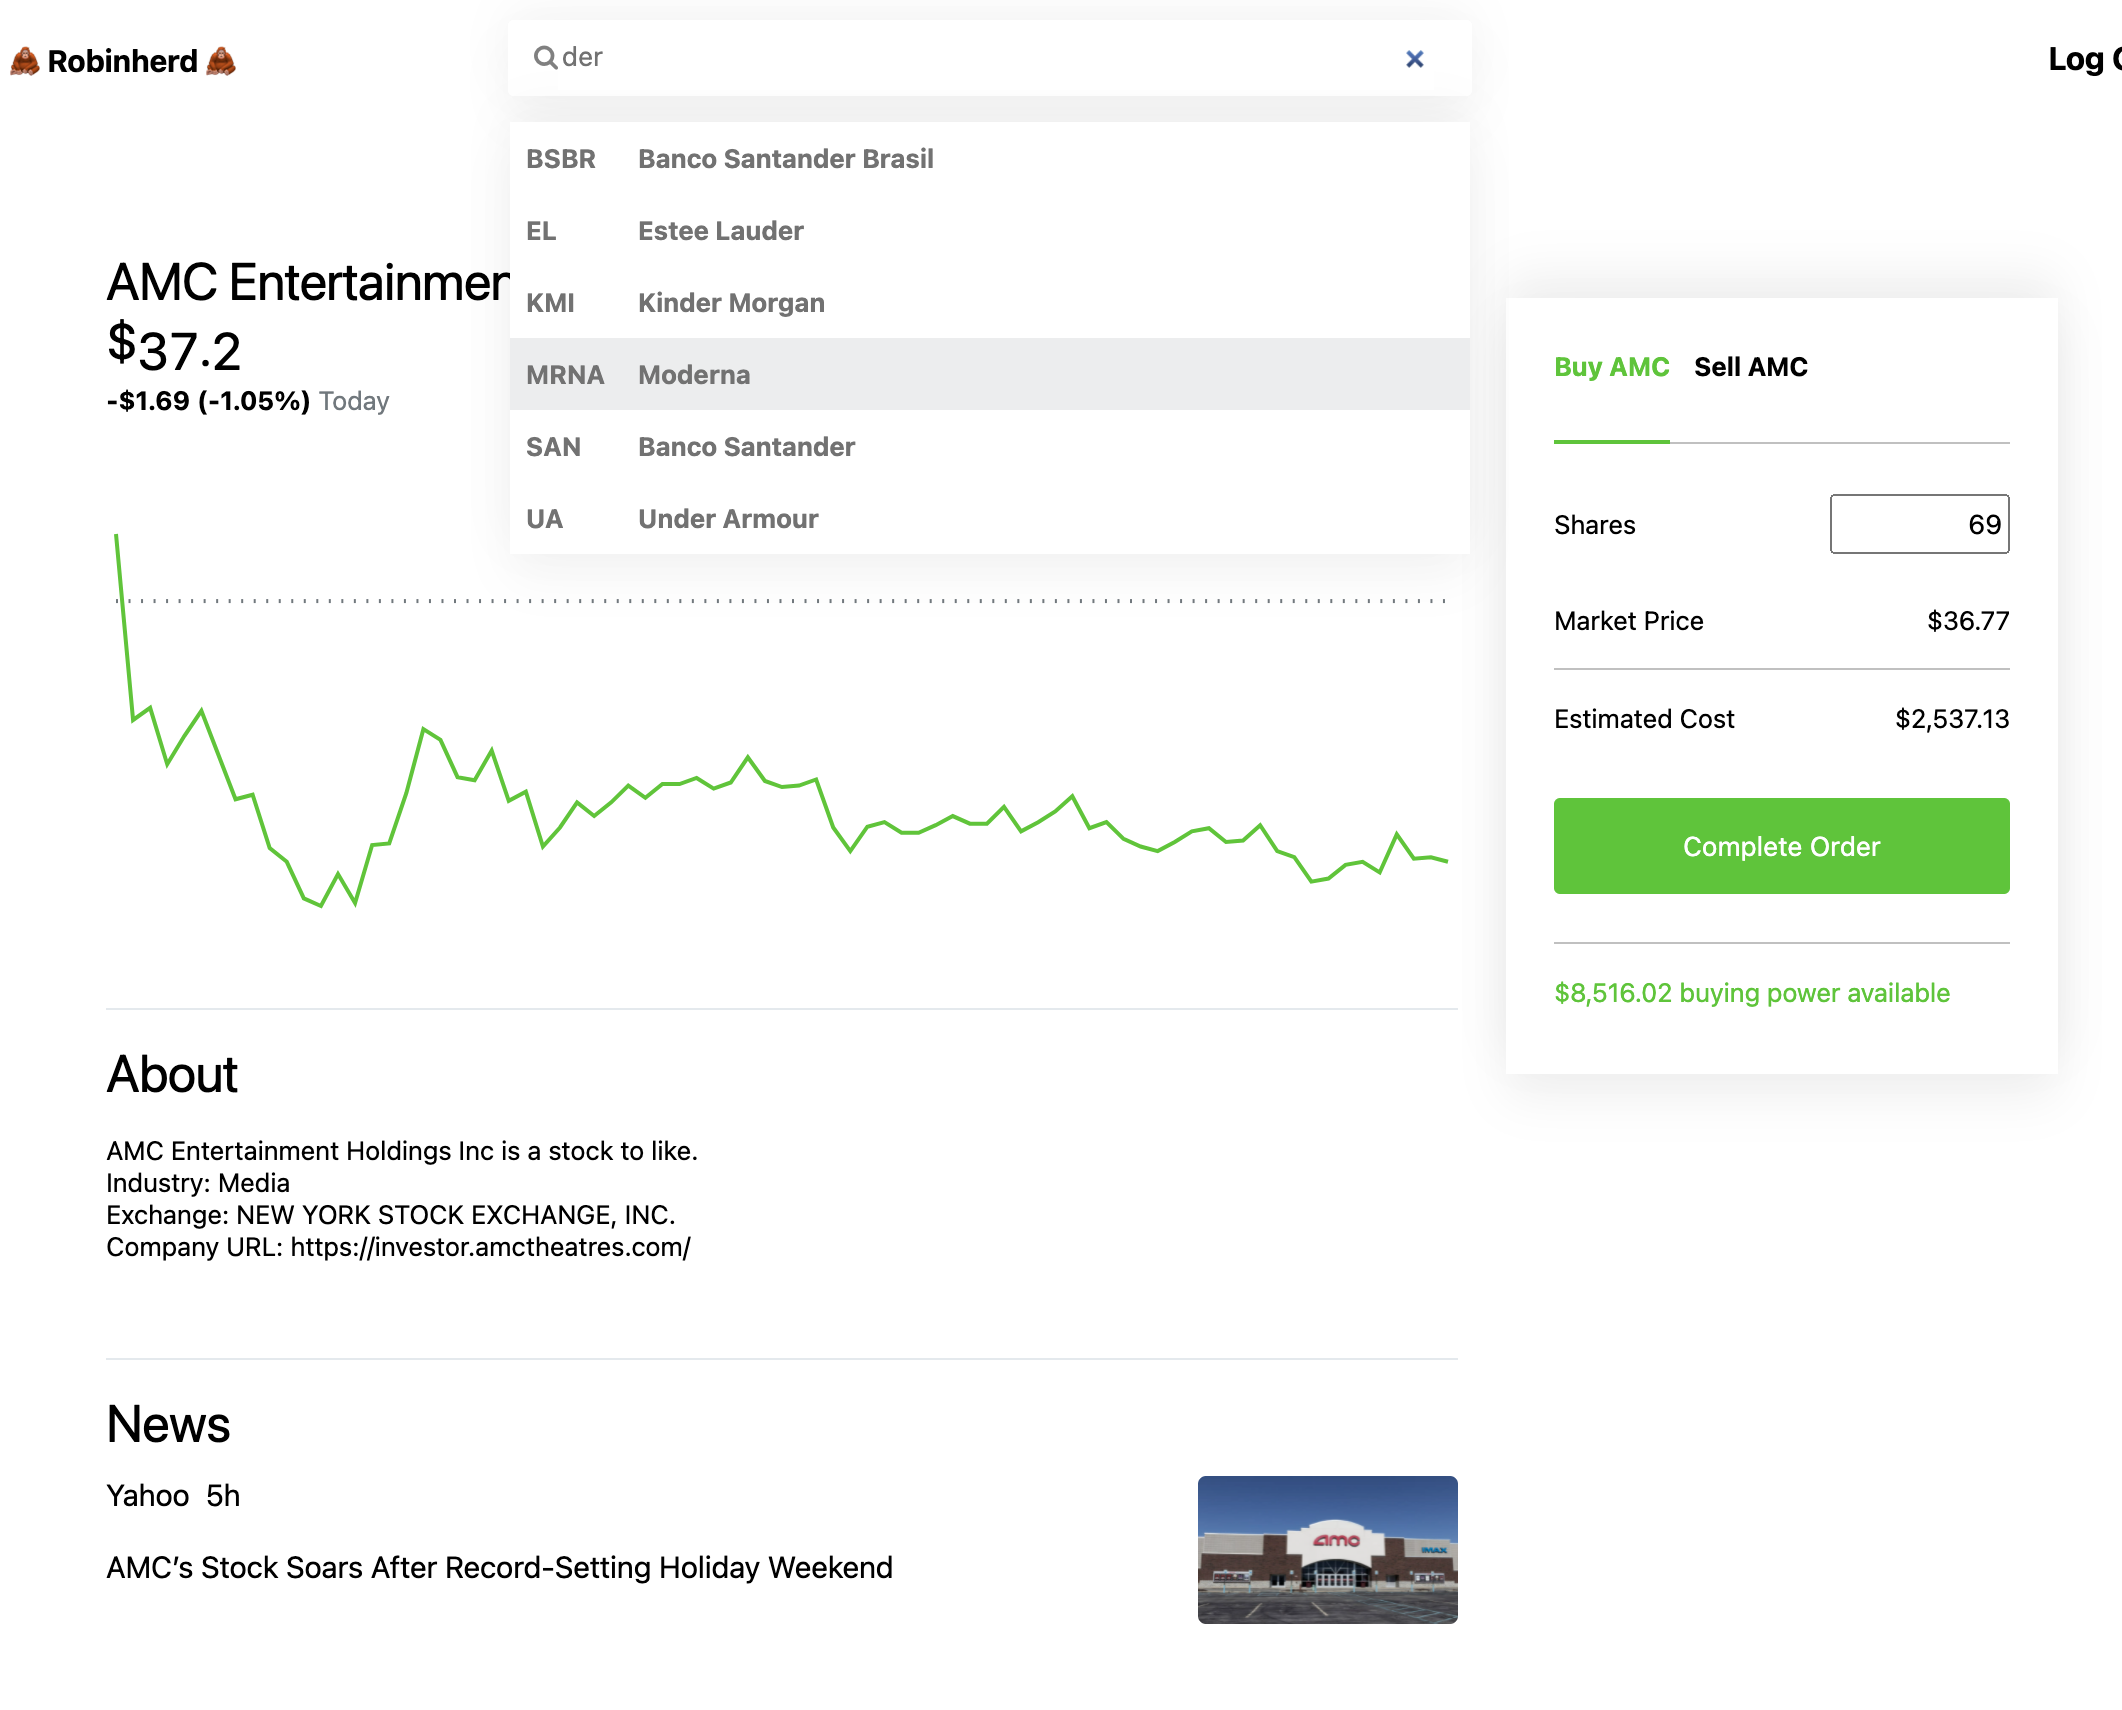 Robinherd
der
Log
BSBR Banco Santander Brasil
EL Estee Lauder
KMI Kinder Morgan
MRNA Moderna
SAN Banco Santander
UA Under Armour
AMC Entertainmen
$37.2
-$1.69 (-1.05%) Today
Buy AMC Sell AMC
Shares 69
Market Price $36.77
Estimated Cost $2,537.13
Complete Order
$8,516.02 buying power available
About
AMC Entertainment Holdings Inc is a stock to like.
Industry: Media
Exchange: NEW YORK STOCK EXCHANGE, INC.
Company URL: https://investor.amctheatres.com/
News
Yahoo 5h
AMC’s Stock Soars After Record-Setting Holiday Weekend
amc
IMAX